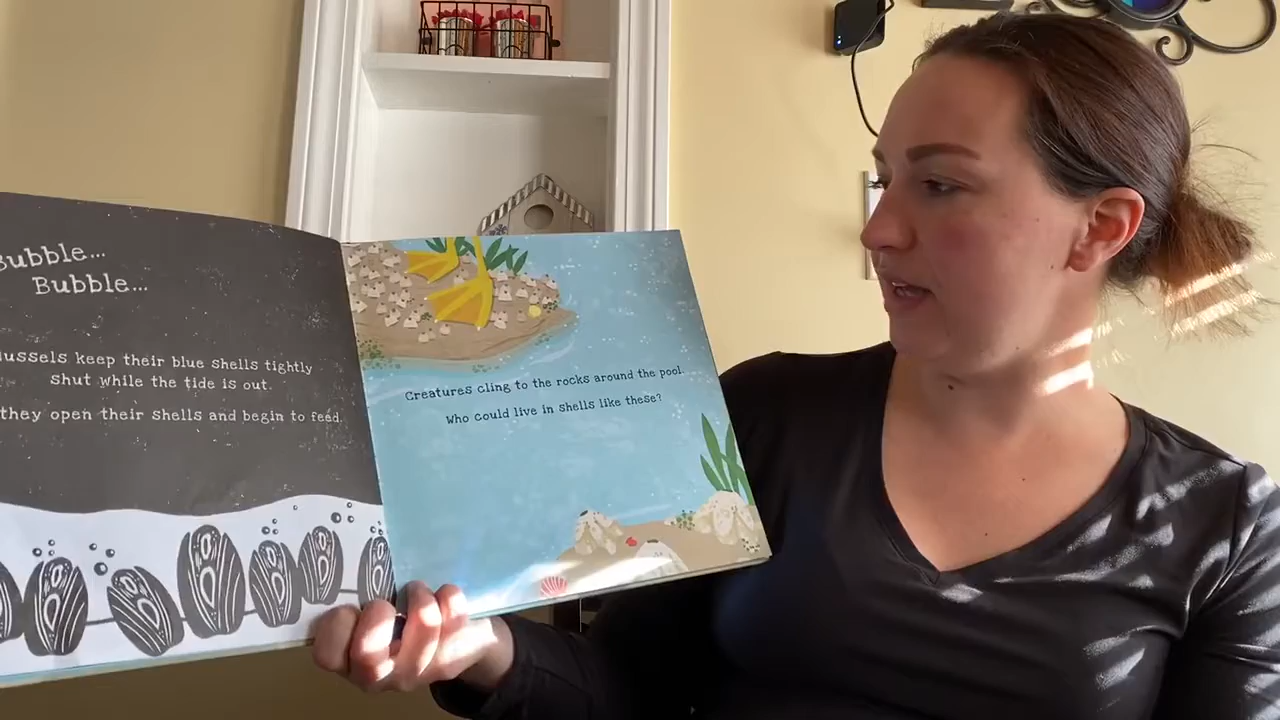 Bubble...
Bubble...
Mussels keep their blue shells tightly
shut while the tide is out.
they open their shells and begin to feed.
Creatures cling to the rocks around the pool.
Who could live in shells like these?